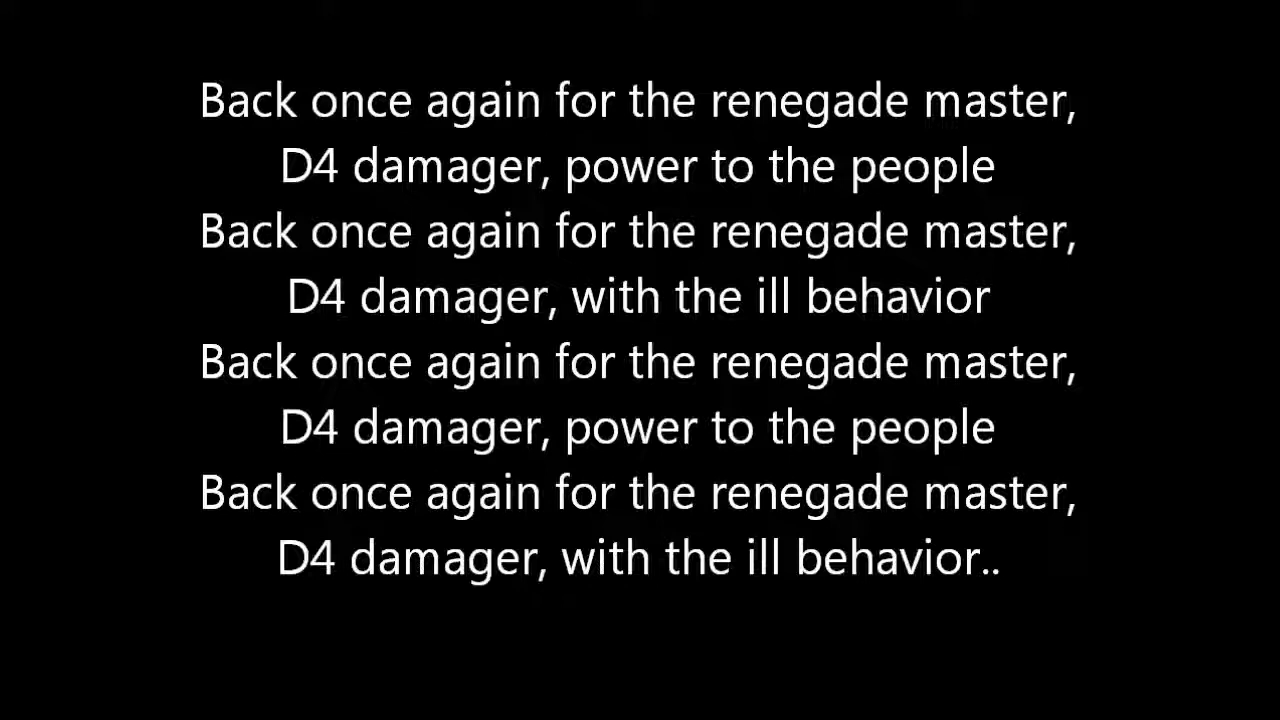 Back once again for the renegade master,
D4 damager, power to the people
Back once again for the renegade master,
D4 damager, with the ill behavior
Back once again for the renegade master,
D4 damager, power to the people
Back once again for the renegade master,
D4 damager, with the ill behavior..